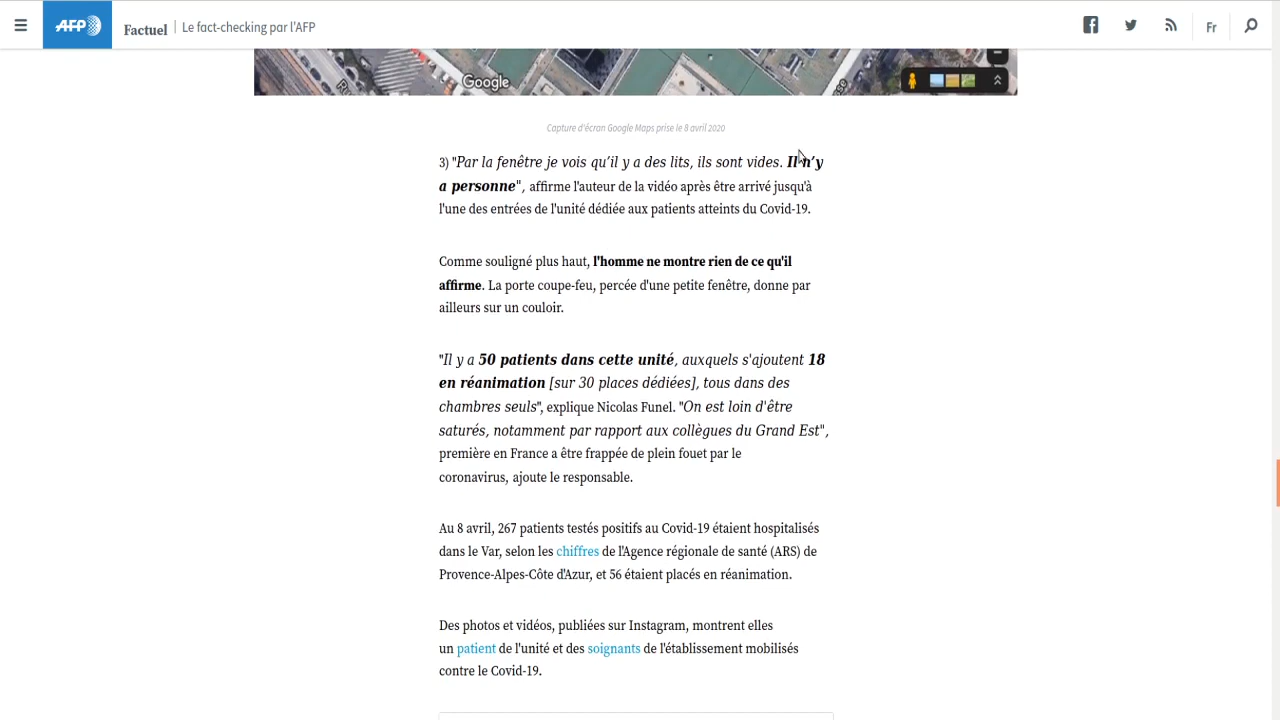 AFP Factuel Le fact-checking par l'AFP Fr
Google
Capture d'écran Google Maps prise le 8 avril 2020
3) "Par la fenêtre je vois qu’il y a des lits, ils sont vides. Il n’y
a personne", affirme l'auteur de la vidéo après être arrivé jusqu'à
l'une des entrées de l'unité dédiée aux patients atteints du Covid-19.
Comme souligné plus haut, l'homme ne montre rien de ce qu'il
affirme. La porte coupe-feu, percée d'une petite fenêtre, donne par
ailleurs sur un couloir.
"Il y a 50 patients dans cette unité, auxquels s'ajoutent 18
en réanimation [sur 30 places dédiées], tous dans des
chambres seuls", explique Nicolas Funel. "On est loin d'être
saturés, notamment par rapport aux collègues du Grand Est",
première en France a être frappée de plein fouet par le
coronavirus, ajoute le responsable.
Au 8 avril, 267 patients testés positifs au Covid-19 étaient hospitalisés
dans le Var, selon les chiffres de l'Agence régionale de santé (ARS) de
Provence-Alpes-Côte d'Azur, et 56 étaient placés en réanimation.
Des photos et vidéos, publiées sur Instagram, montrent elles
un patient de l'unité et des soignants de l'établissement mobilisés
contre le Covid-19.